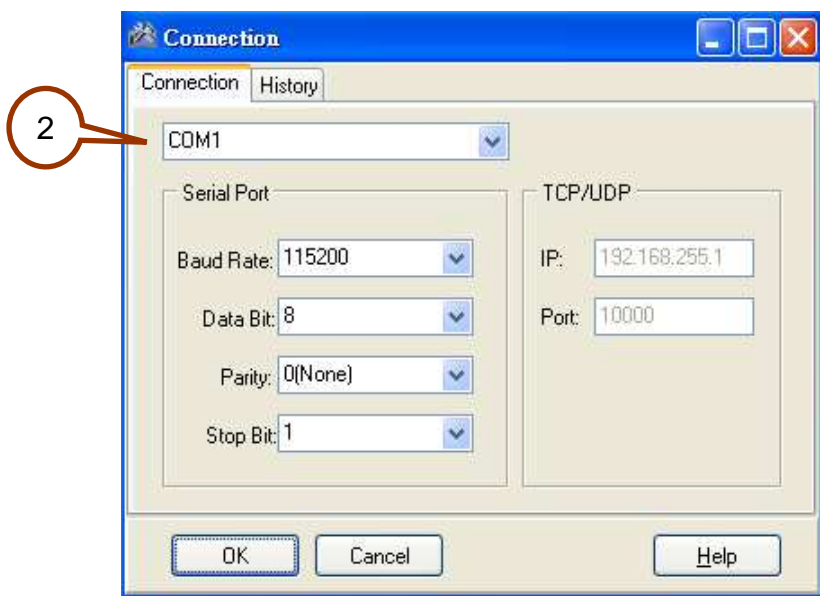 Connection
Connection History
2
COM1
Serial Port TCP/UDP
Baud Rate: 115200 IP: 192.168.255.1
Data Bit: 8 Port: 10000
Parity: 0(None)
Stop Bit: 1
OK Cancel Help